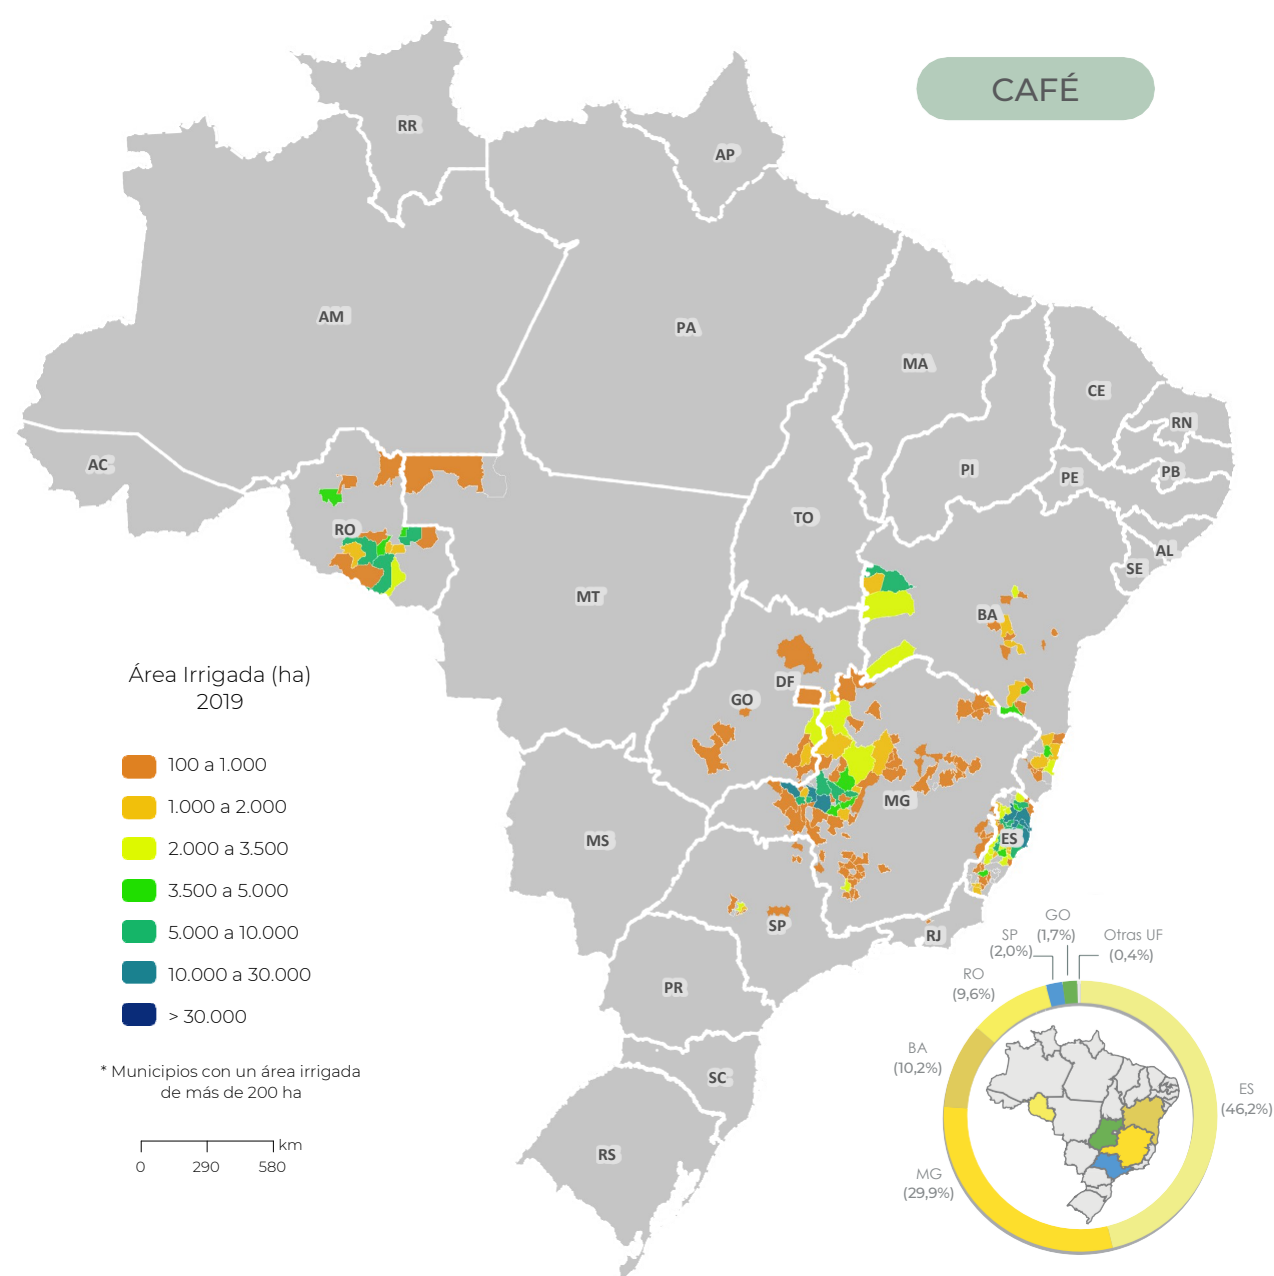 CAFÉ
RR
AP
AM
PA
MA
CE
RN
AC
PI
PE
PB
RO
TO
AL
SE
MT
BA
DF
GO
MG
MS
ES
SP
RJ
PR
SC
RS
Área Irrigada (ha)
2019
100 a 1.000
1.000 a 2.000
2.000 a 3.500
3.500 a 5.000
5.000 a 10.000
10.000 a 30.000
> 30.000
* Municipios con un área irrigada
de más de 200 ha
km
0 290 580
GO
(1,7%)
SP
(2,0%)
Otras UF
(0,4%)
RO
(9,6%)
BA
(10,2%)
ES
(46,2%)
MG
(29,9%)